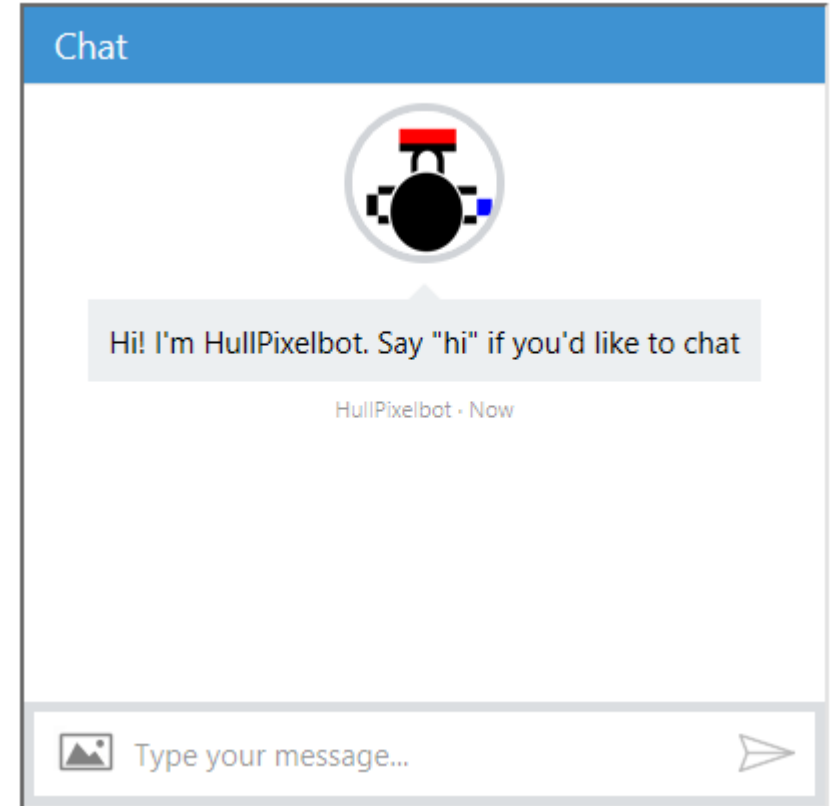 Chat
Hi! I'm HullPixelbot. Say "hi" if you'd like to chat
HullPixelbot · Now
Type your message...